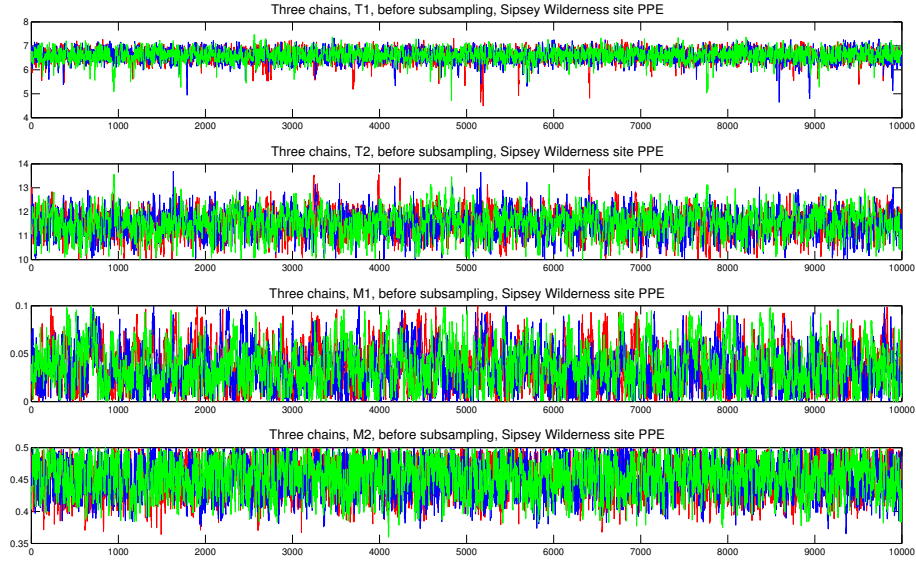 Three chains, T1, before subsampling, Sipsey Wilderness site PPE
8
7
6
5
4
0 1000 2000 3000 4000 5000 6000 7000 8000 9000 10000
Three chains, T2, before subsampling, Sipsey Wilderness site PPE
14
13
12
11
10
0 1000 2000 3000 4000 5000 6000 7000 8000 9000 10000
Three chains, M1, before subsampling, Sipsey Wilderness site PPE
0.1
0.05
0
0 1000 2000 3000 4000 5000 6000 7000 8000 9000 10000
Three chains, M2, before subsampling, Sipsey Wilderness site PPE
0.5
0.45
0.4
0.35
0 1000 2000 3000 4000 5000 6000 7000 8000 9000 10000